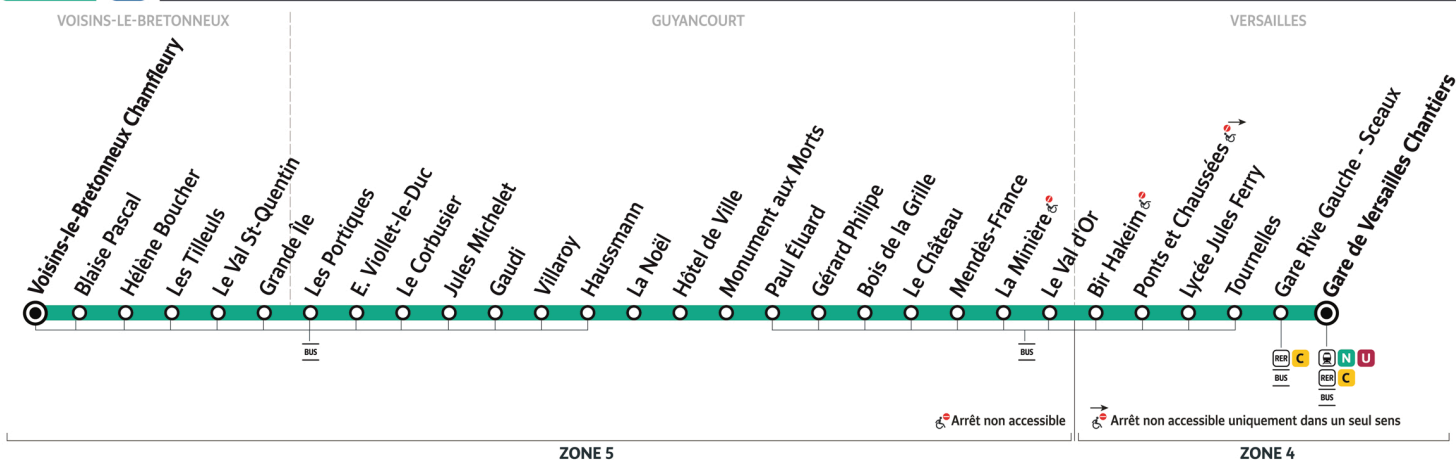 VOISINS-LE-BRETONNEUX
GUYANCOURT
VERSAILLES
Voisins-le-Bretonneux Chamfleury
Blaise Pascal
Hélène Boucher
Les Tilleuls
Le Val St-Quentin
Grande Île
Les Portiques
E. Viollet-le-Duc
Le Corbusier
Jules Michelet
Gaudi
Villaroy
Haussmann
La Noël
Hôtel de Ville
Monument aux Morts
Paul Éluard
Gérard Philipe
Bois de la Grille
Le Château
Mendès-France
La Minière
Le Val d'Or
Bir Hakeim
Ponts et Chaussées
Lycée Jules Ferry
Tournelles
Gare Rive Gauche - Sceaux
Gare de Versailles Chantiers
BUS
BUS
RER C
BUS
N U
RER C
BUS
Arrêt non accessible
Arrêt non accessible uniquement dans un seul sens
ZONE 5
ZONE 4